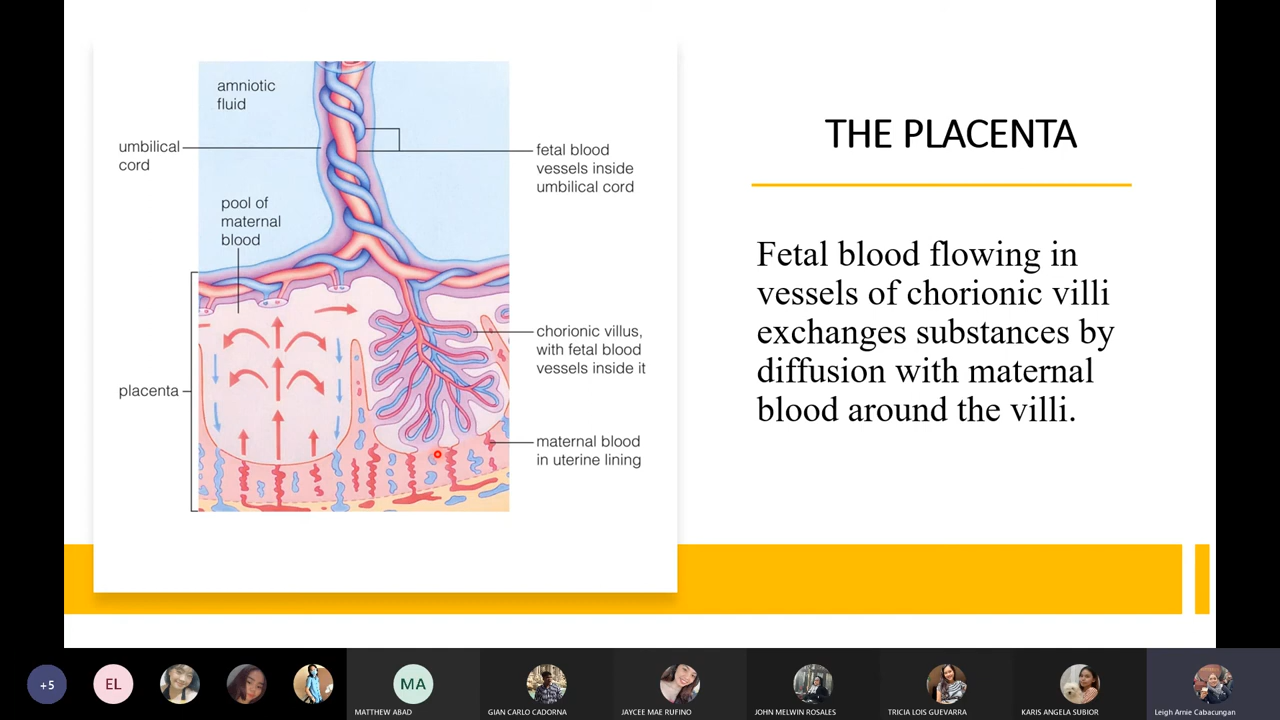 amniotic
fluid
umbilical
cord
fetal blood
vessels inside
umbilical cord
pool of
maternal
blood
chorionic villus,
with fetal blood
vessels inside it
placenta
maternal blood
in uterine lining
THE PLACENTA
Fetal blood flowing in
vessels of chorionic villi
exchanges substances by
diffusion with maternal
blood around the villi.
+5
EL
MA
MATTHEW ABAD
GIAN CARLO CADORNA
JAYCEE MAE RUFINO
JOHN MELWIN ROSALES
TRICIA LOIS GUEVARRA
KARIS ANGELA SUBIOR
Leigh Arnie Cabacungan